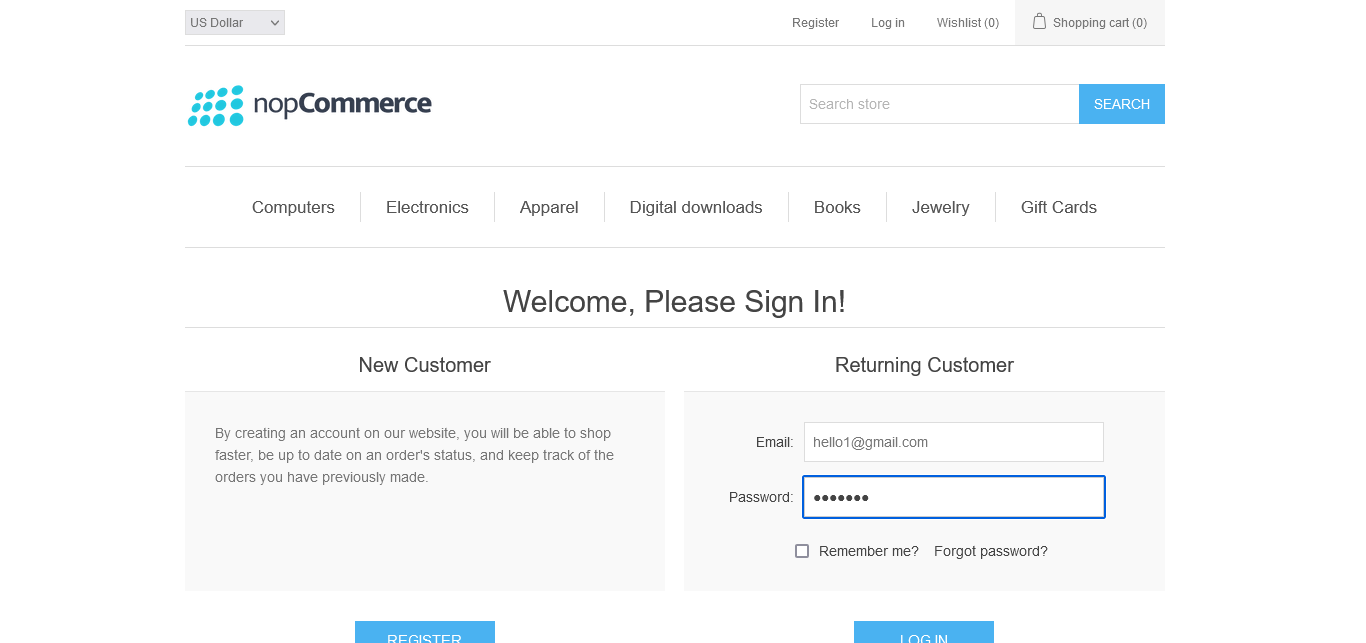 US Dollar
Register
Log in
Wishlist (0)
Shopping cart (0)
nopCommerce
Search store
SEARCH
Computers
Electronics
Apparel
Digital downloads
Books
Jewelry
Gift Cards
Welcome, Please Sign In!
New Customer
By creating an account on our website, you will be able to shop
faster, be up to date on an order's status, and keep track of the
orders you have previously made.
REGISTER
Returning Customer
Email: hello1@gmail.com
Password: •••••••
Remember me?
Forgot password?
LOG IN